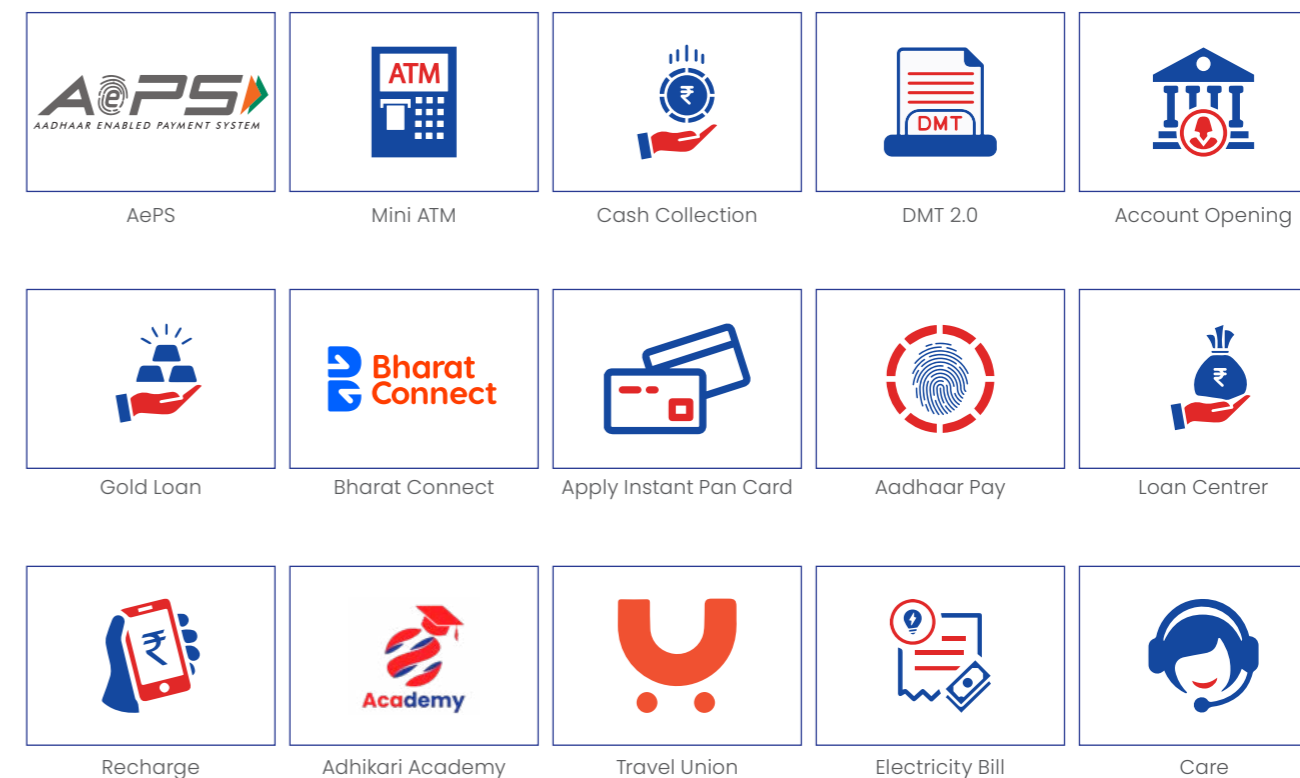 AePS
AADHAAR ENABLED PAYMENT SYSTEM
AePS
ATM
Mini ATM
₹
Cash Collection
DMT
DMT 2.0
Account Opening
Gold Loan
Bharat
Connect
Bharat Connect
Apply Instant Pan Card
Aadhaar Pay
₹
Loan Centrer
₹
Recharge
Academy
Adhikari Academy
Travel Union
Electricity Bill
Care